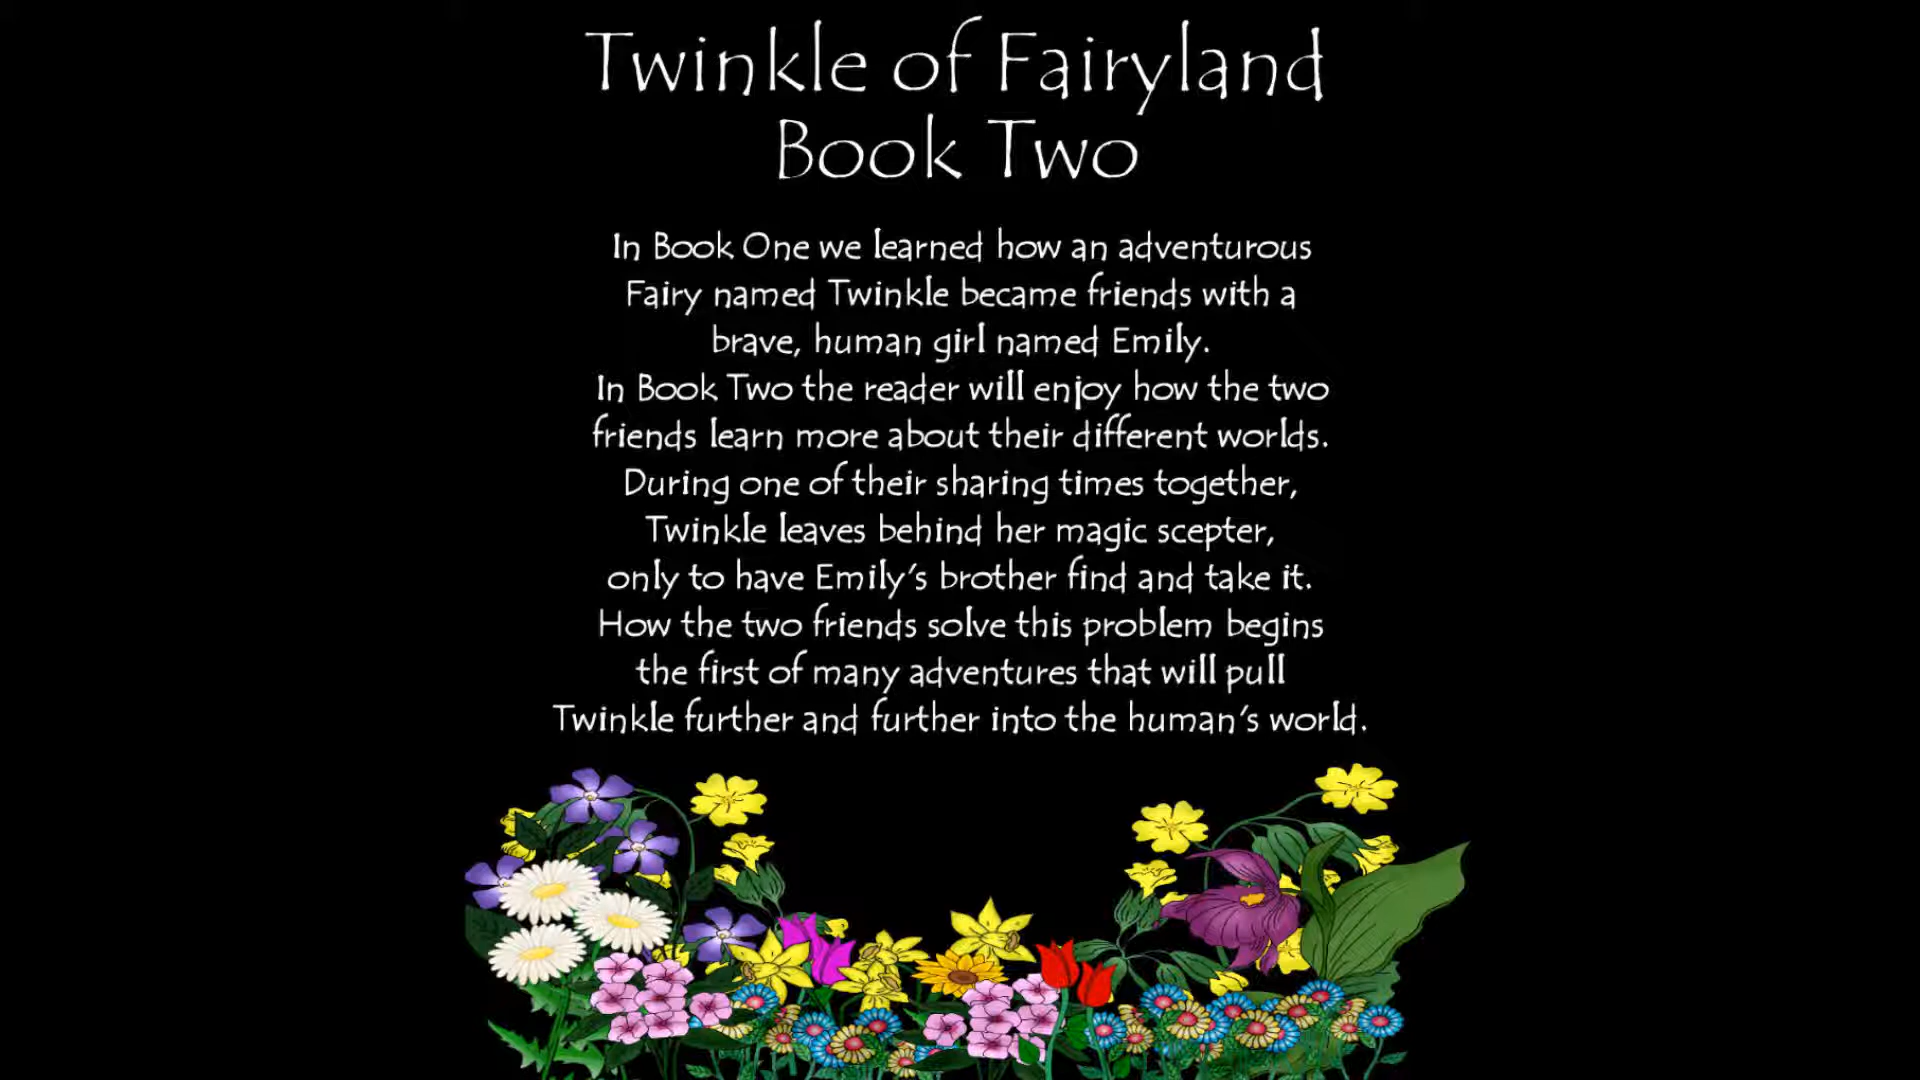 Twinkle of Fairyland
Book Two
In Book One we learned how an adventurous
Fairy named Twinkle became friends with a
brave, human girl named Emily.
In Book Two the reader will enjoy how the two
friends learn more about their different worlds.
During one of their sharing times together,
Twinkle leaves behind her magic scepter,
only to have Emily's brother find and take it.
How the two friends solve this problem begins
the first of many adventures that will pull
Twinkle further and further into the human's world.